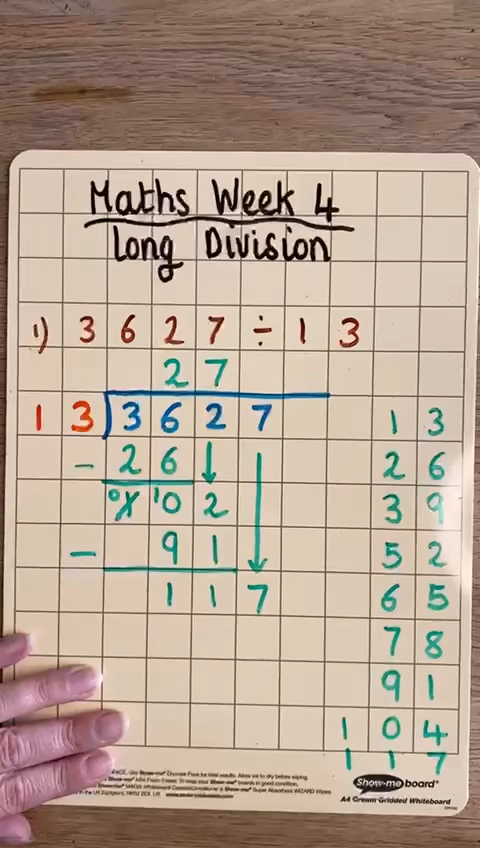 Maths Week 4
Long Division
1) 3 6 2 7 ÷ 1 3
2 7
1 3 3 6 2 7 1 3
- 2 6 ↓ 2 6
0 1 1 0 2 3 9
- 9 1 5 2
1 1 7 6 5
7 8
9 1
1 0 4
1 1 7
Show-me board
A4 Cream Gridded Whiteboard